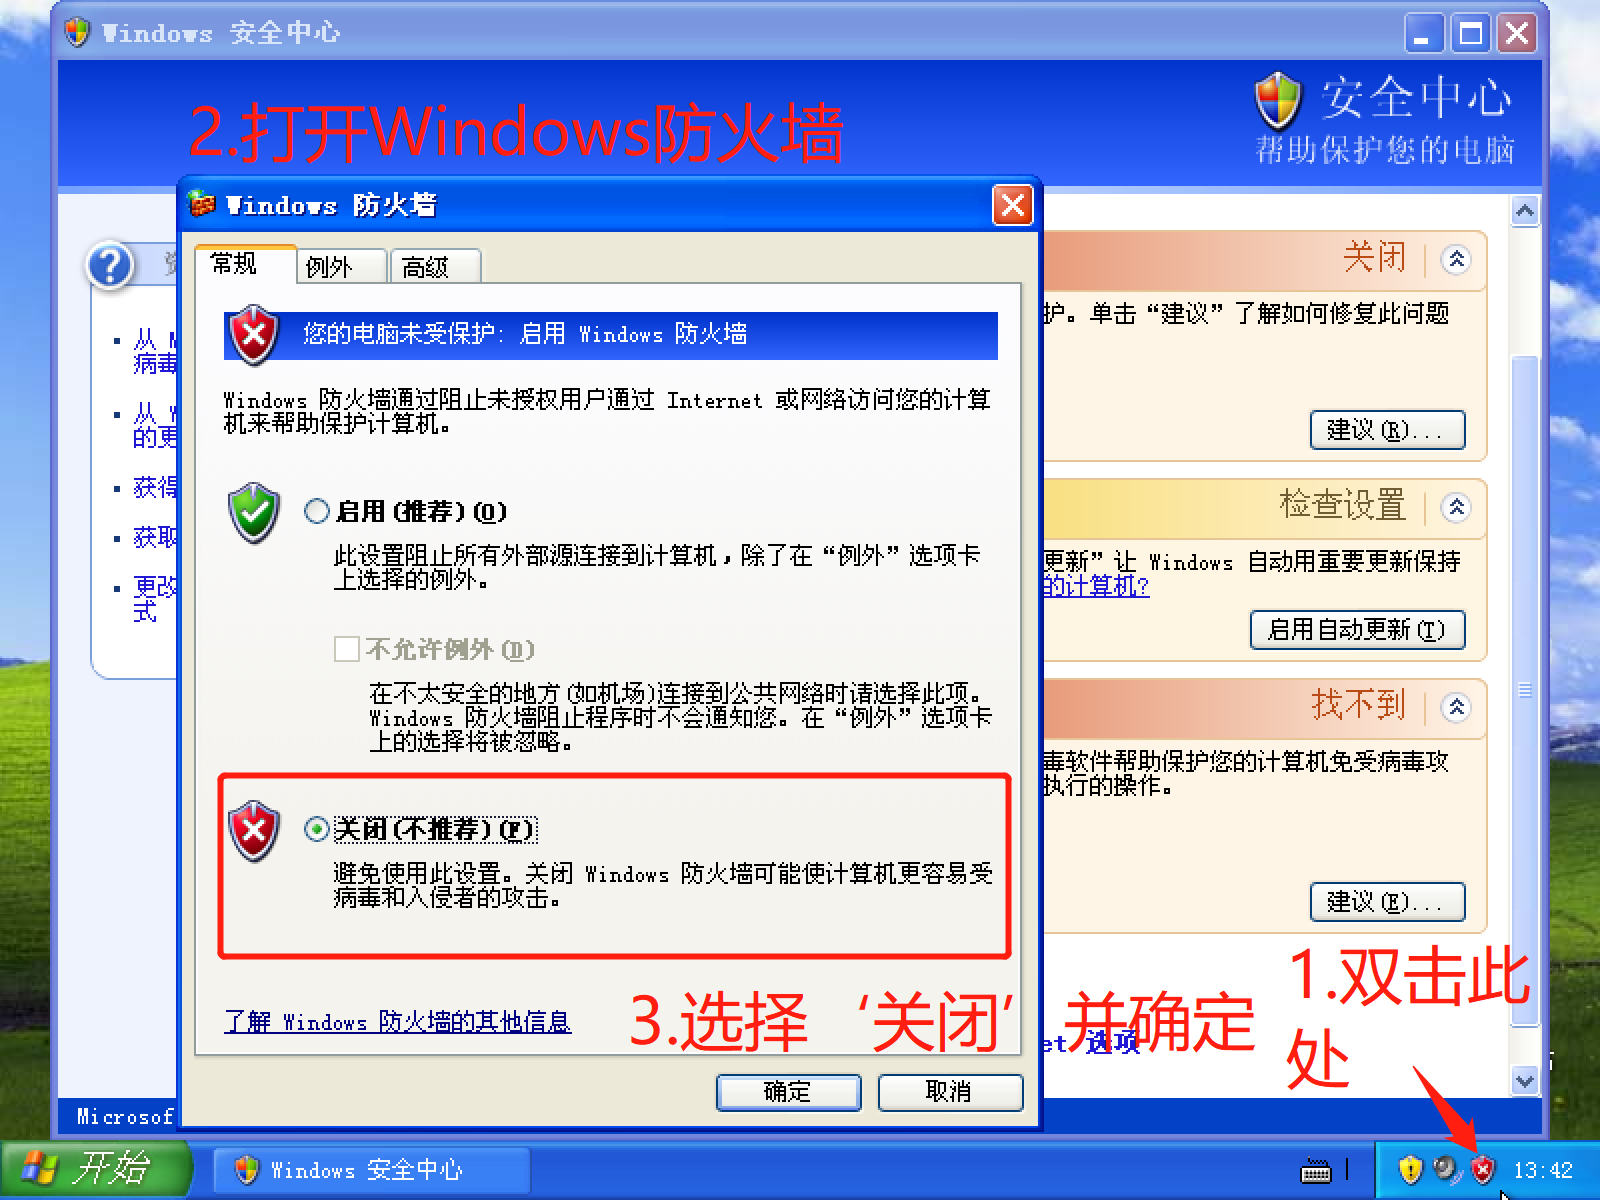 Windows 安全中心
安全中心
帮助保护您的电脑
2.打开Windows防火墙
Windows 防火墙
常规
例外
高级
您的电脑未受保护: 启用 Windows 防火墙
Windows 防火墙通过阻止未授权用户通过 Internet 或网络访问您的计算
机来帮助保护计算机。
启用(推荐)(O)
此设置阻止所有外部源连接到计算机，除了在“例外”选项卡
上选择的例外。
不允许例外(D)
在不太安全的地方(如机场)连接到公共网络时请选择此项。
Windows 防火墙阻止程序时不会通知您。在“例外”选项卡
上的选择将被忽略。
关闭(不推荐)(F)
避免使用此设置。关闭 Windows 防火墙可能使计算机更容易受
病毒和入侵者的攻击。
了解 Windows 防火墙的其他信息
3.选择‘关闭’并确定
确定
取消
从
病毒
从
的更
获得
获取
更改
式
关闭
护。单击“建议”了解如何修复此问题
建议(R)...
检查设置
更新”让 Windows 自动用重要更新保持
的计算机?
启用自动更新(T)
找不到
毒软件帮助保护您的计算机免受病毒攻
执行的操作。
建议(E)...
1.双击此
处
et 选项
Microsof
开始
Windows 安全中心
13:42